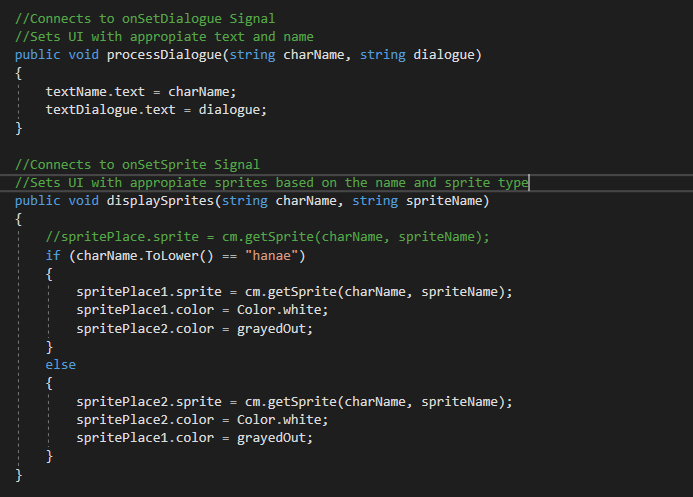 //Connects to onSetDialogue Signal
//Sets UI with appropiate text and name
public void processDialogue(string charName, string dialogue)
{
    textName.text = charName;
    textDialogue.text = dialogue;
}

//Connects to onSetSprite Signal
//Sets UI with appropiate sprites based on the name and sprite type
public void displaySprites(string charName, string spriteName)
{
    //spritePlace.sprite = cm.getSprite(charName, spriteName);
    if (charName.ToLower() == "hanae")
    {
        spritePlace1.sprite = cm.getSprite(charName, spriteName);
        spritePlace1.color = Color.white;
        spritePlace2.color = grayedOut;
    }
    else
    {
        spritePlace2.sprite = cm.getSprite(charName, spriteName);
        spritePlace2.color = Color.white;
        spritePlace1.color = grayedOut;
    }
}